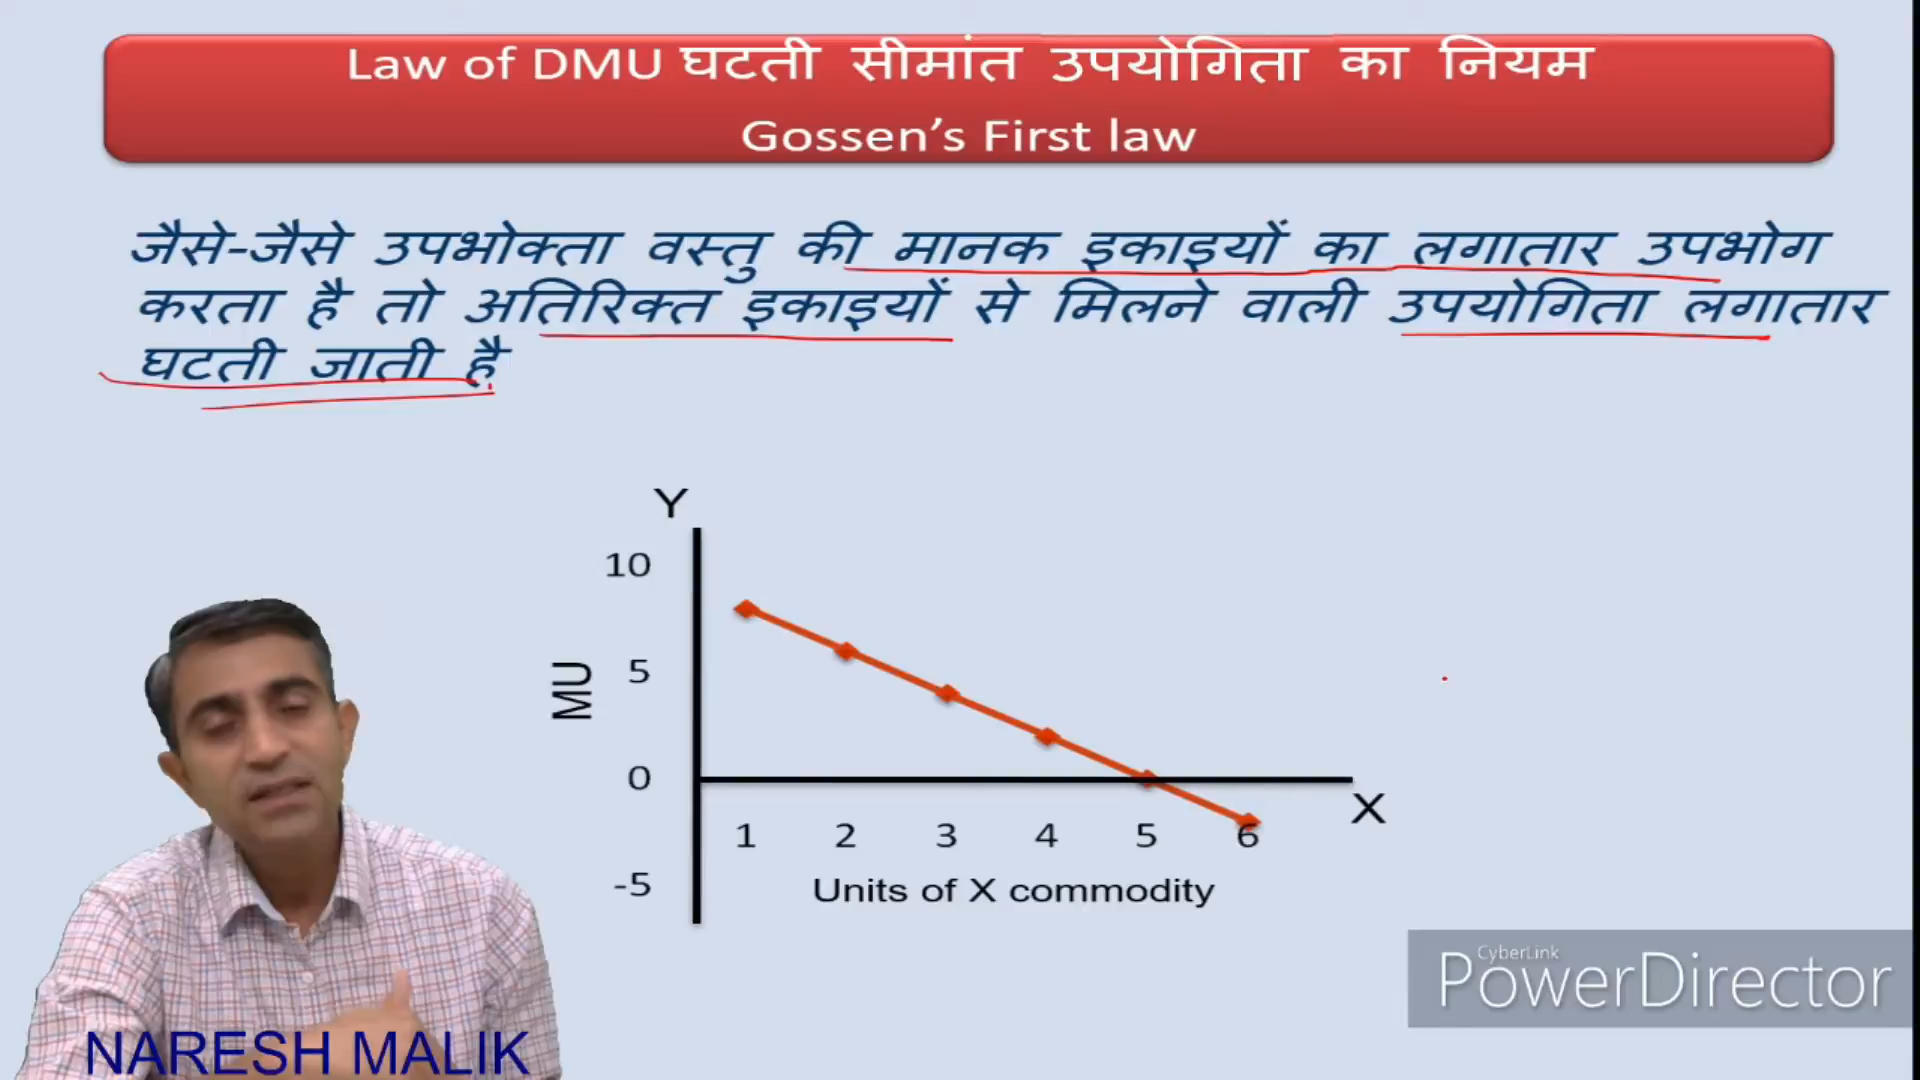 Law of DMU घटती सीमांत उपयोगिता का नियम
Gossen’s First law
जैसे-जैसे उपभोक्ता वस्तु की मानक इकाइयों का लगातार उपभोग
करता है तो अतिरिक्त इकाइयों से मिलने वाली उपयोगिता लगातार
घटती जाती है
Y
10
5
0
-5
MU
1 2 3 4 5 6
X
Units of X commodity
NARESH MALIK
CyberLink
PowerDirector